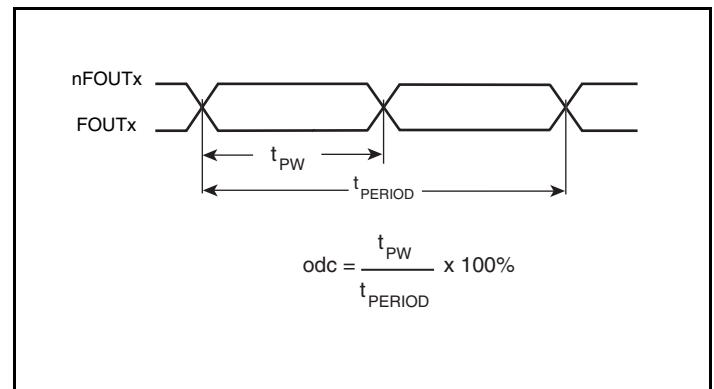 nFOUTx
FOUTx
tPW
tPERIOD
odc = tPW / tPERIOD x 100%